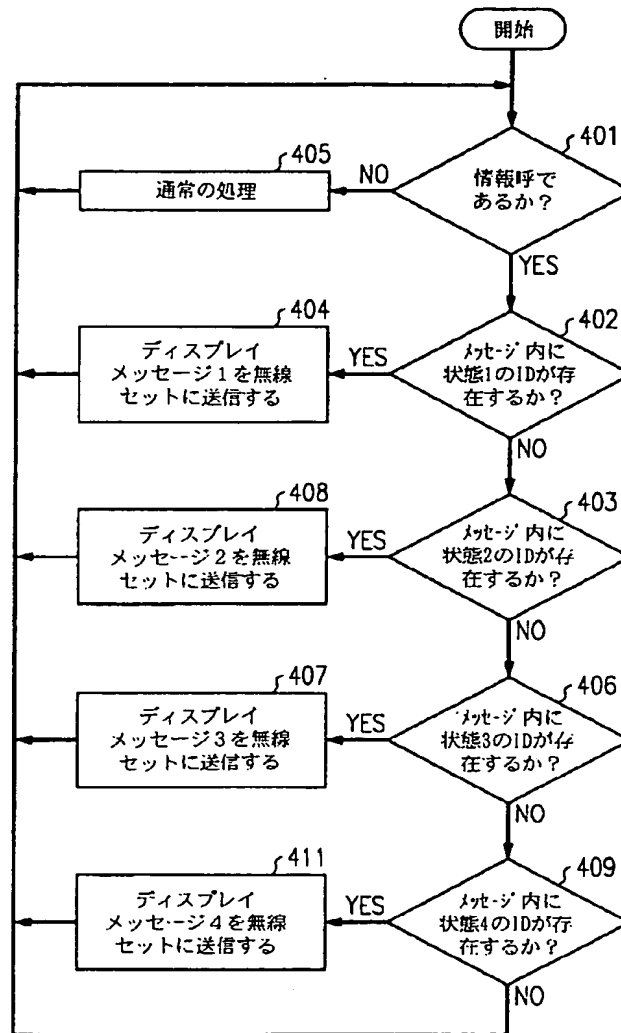 開始
401
情報呼で
あるか？
405
通常の処理
NO
YES
402
メッセージ内に
状態1のIDが存
在するか？
404
ディスプレイ
メッセージ1を無線
セットに送信する
YES
NO
403
メッセージ内に
状態2のIDが存
在するか？
408
ディスプレイ
メッセージ2を無線
セットに送信する
YES
NO
406
メッセージ内に
状態3のIDが存
在するか？
407
ディスプレイ
メッセージ3を無線
セットに送信する
YES
NO
409
メッセージ内に
状態4のIDが存
在するか？
411
ディスプレイ
メッセージ4を無線
セットに送信する
YES
NO